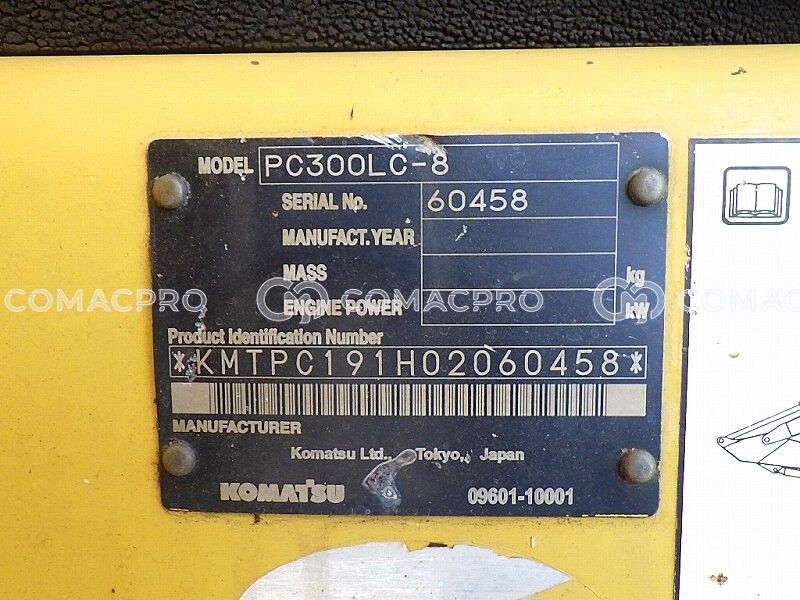 MODEL PC300LC-8
SERIAL No. 60458
MANUFACT. YEAR
MASS kg
COMACPRO COMACPRO COMACPRO
ENGINE POWER kW
Product Identification Number
*KMTPC191H02060458*
MANUFACTURER
Komatsu Ltd., Tokyo, Japan
KOMATSU 09601-10001